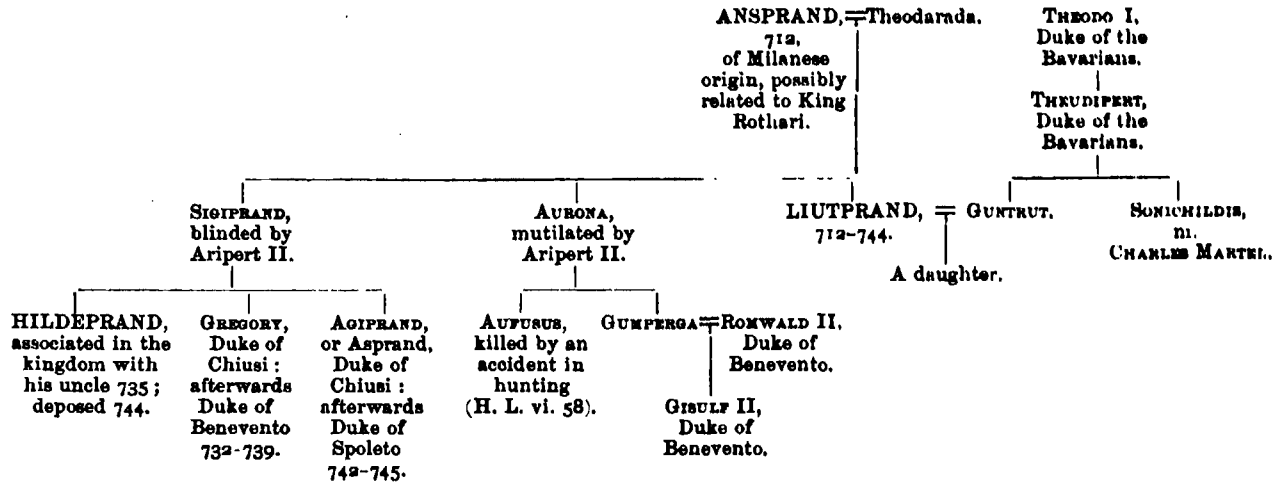 ANSPRAND, = Theodarada.
712,
of Milanese
origin, possibly
related to King
Rothari.
THEODO I,
Duke of the
Bavarians.
THEUDIPERT,
Duke of the
Bavarians.
SIGIPRAND,
blinded by
Aripert II.
AURONA,
mutilated by
Aripert II.
LIUTPRAND, = GUNTRUT.
712-744.
SONICHILDIS,
m.
CHARLES MARTEL.
A daughter.
HILDEPRAND,
associated in the
kingdom with
his uncle 735;
deposed 744.
GREGORY,
Duke of
Chiusi:
afterwards
Duke of
Benevento
732-739.
AGIPRAND,
or Asprand,
Duke of
Chiusi:
afterwards
Duke of
Spoleto
742-745.
AUFUSUS,
killed by an
accident in
hunting
(H. L. vi. 58).
GUMPERGA = ROMWALD II,
Duke of
Benevento.
GISULF II,
Duke of
Benevento.